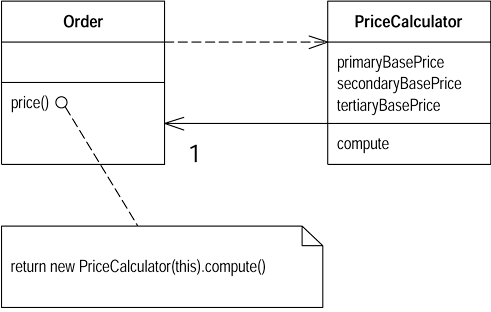 Order
PriceCalculator
primaryBasePrice
secondaryBasePrice
tertiaryBasePrice
price()
1
compute
return new PriceCalculator(this).compute()